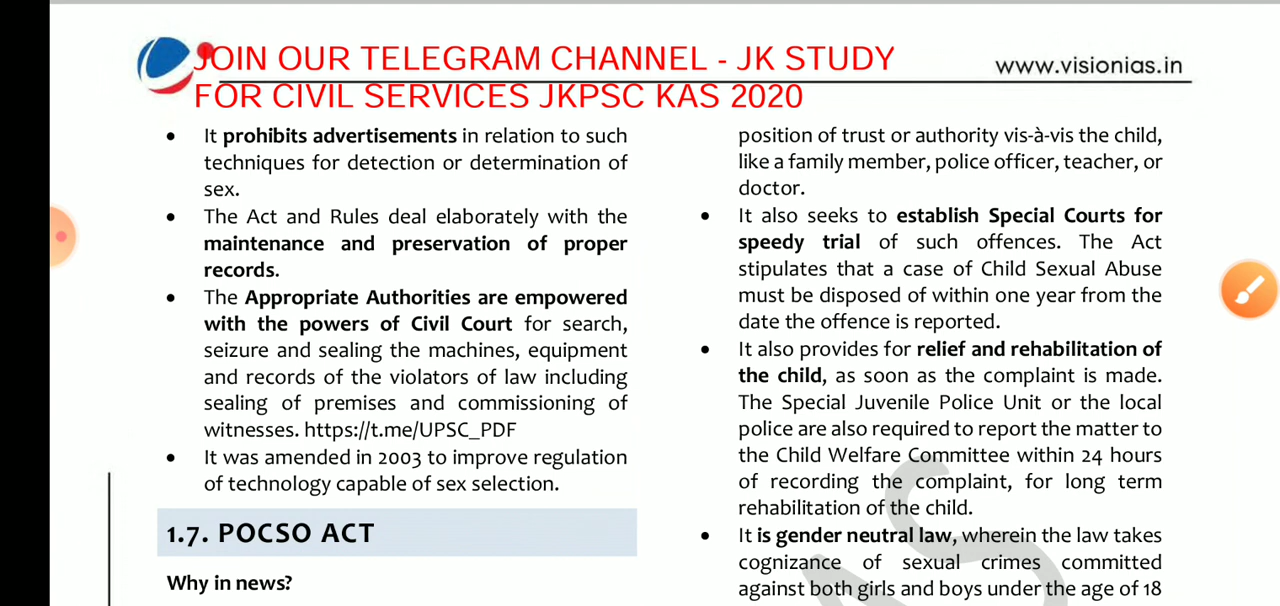 JOIN OUR TELEGRAM CHANNEL - JK STUDY
FOR CIVIL SERVICES JKPSC KAS 2020
www.visionias.in
• It prohibits advertisements in relation to such
techniques for detection or determination of
sex.
• The Act and Rules deal elaborately with the
maintenance and preservation of proper
records.
• The Appropriate Authorities are empowered
with the powers of Civil Court for search,
seizure and sealing the machines, equipment
and records of the violators of law including
sealing of premises and commissioning of
witnesses. https://t.me/UPSC_PDF
• It was amended in 2003 to improve regulation
of technology capable of sex selection.
1.7. POCSO ACT
Why in news?
position of trust or authority vis-à-vis the child,
like a family member, police officer, teacher, or
doctor.
• It also seeks to establish Special Courts for
speedy trial of such offences. The Act
stipulates that a case of Child Sexual Abuse
must be disposed of within one year from the
date the offence is reported.
• It also provides for relief and rehabilitation of
the child, as soon as the complaint is made.
The Special Juvenile Police Unit or the local
police are also required to report the matter to
the Child Welfare Committee within 24 hours
of recording the complaint, for long term
rehabilitation of the child.
• It is gender neutral law, wherein the law takes
cognizance of sexual crimes committed
against both girls and boys under the age of 18